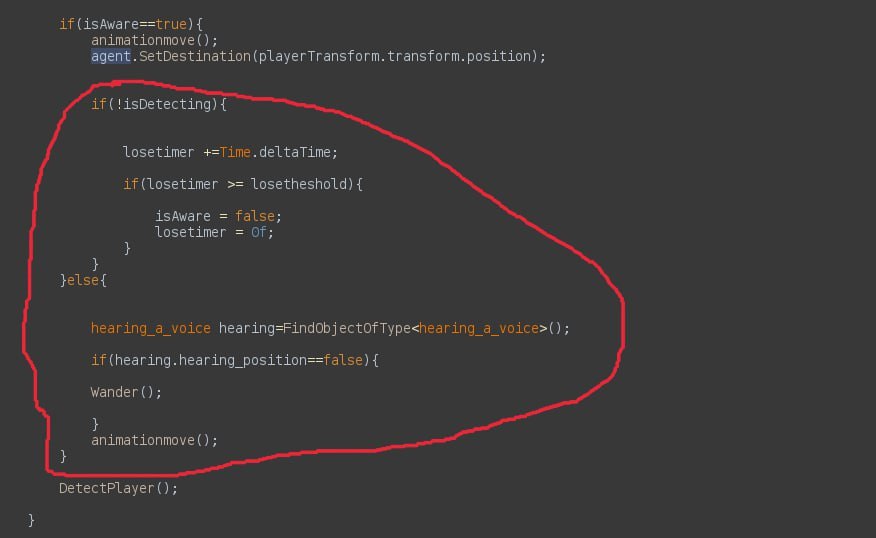 if(isAware==true){
animationmove();
agent.SetDestination(playerTransform.transform.position);
if(!isDetecting){
losetimer +=Time.deltaTime;
if(losetimer >= losetheshold){
isAware = false;
losetimer = 0f;
}
}
}else{
hearing_a_voice hearing=FindObjectOfType<hearing_a_voice>();
if(hearing.hearing_position==false){
Wander();
}
animationmove();
}
DetectPlayer();
}